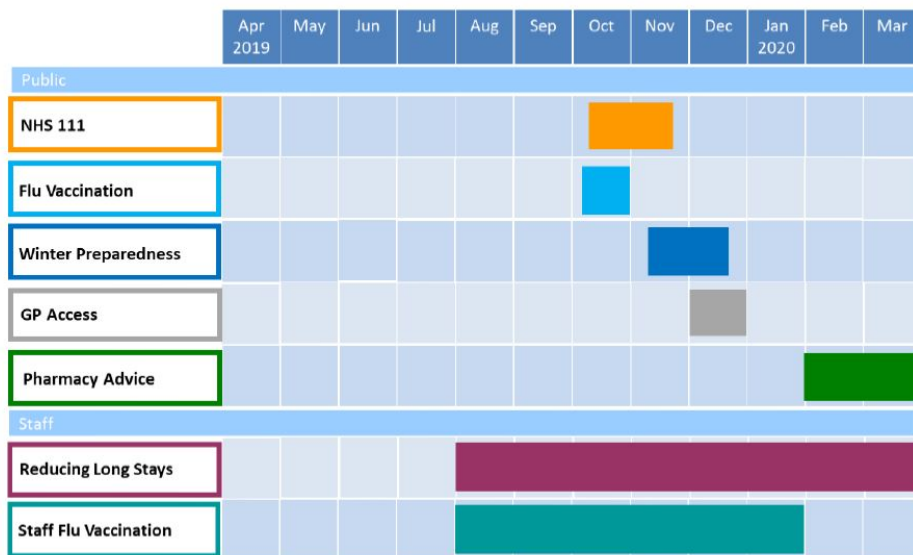 Apr May Jun Jul Aug Sep Oct Nov Dec Jan Feb Mar
2019 2020
Public
NHS 111
Flu Vaccination
Winter Preparedness
GP Access
Pharmacy Advice
Staff
Reducing Long Stays
Staff Flu Vaccination